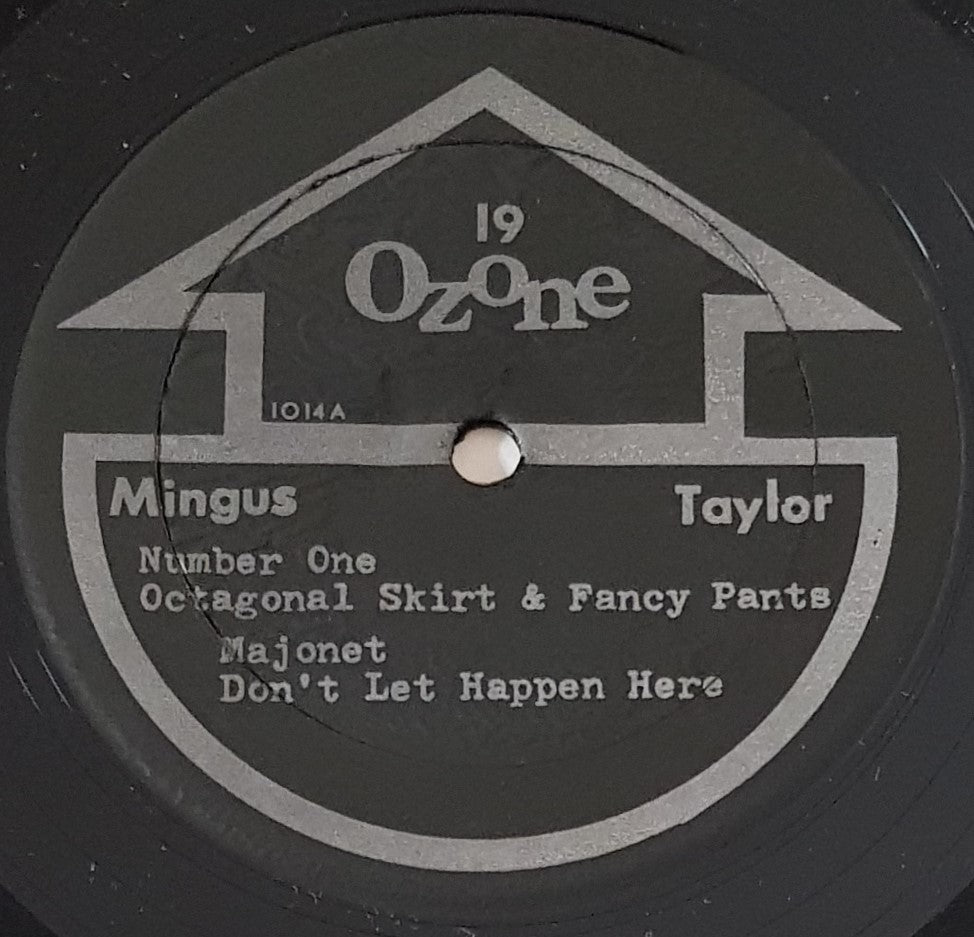 19
Ozone
1014A
Mingus Taylor
Number One
Octagonal Skirt & Fancy Pants
Majonet
Don't Let Happen Here